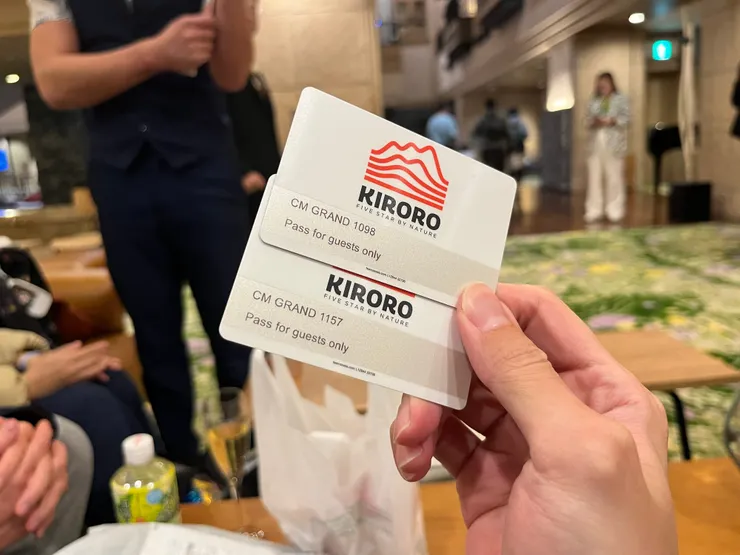 KIRORO
FIVE STAR BY NATURE
CM GRAND 1098
Pass for guests only
KIRORO
FIVE STAR BY NATURE
CM GRAND 1157
Pass for guests only